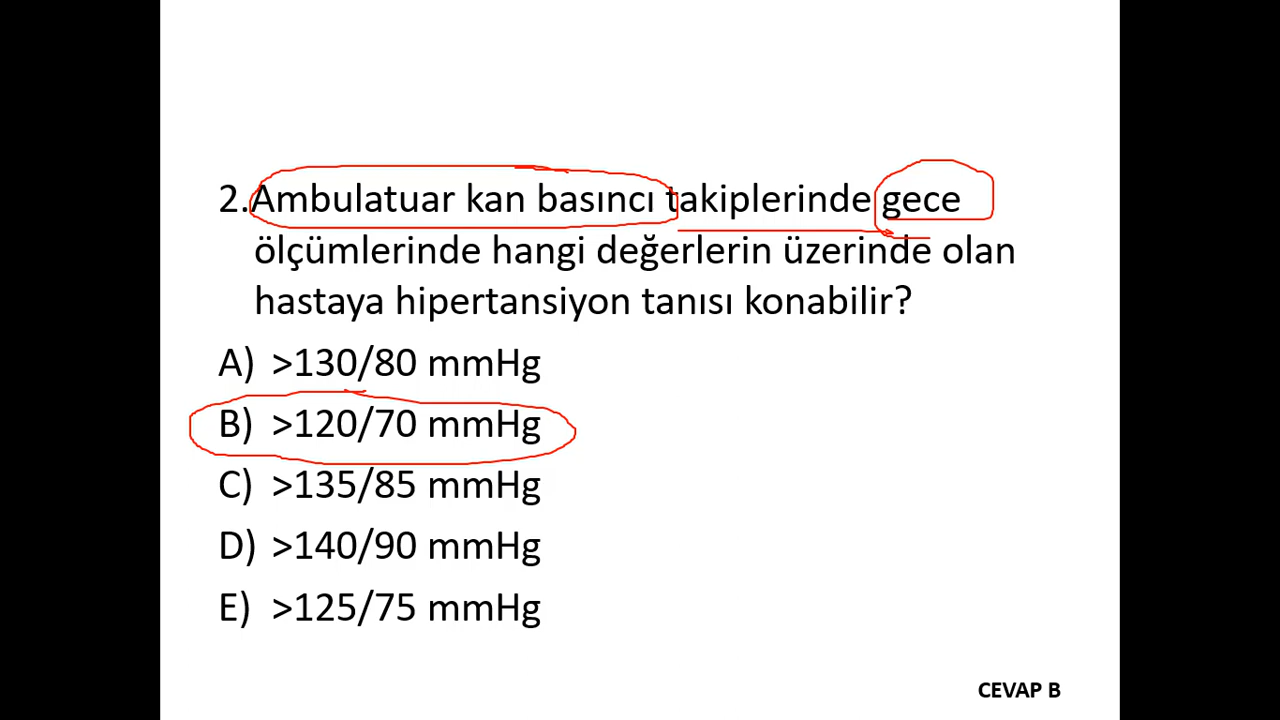 2.Ambulatuar kan basıncı takiplerinde gece
ölçümlerinde hangi değerlerin üzerinde olan
hastaya hipertansiyon tanısı konabilir?
A) >130/80 mmHg
B) >120/70 mmHg
C) >135/85 mmHg
D) >140/90 mmHg
E) >125/75 mmHg
CEVAP B